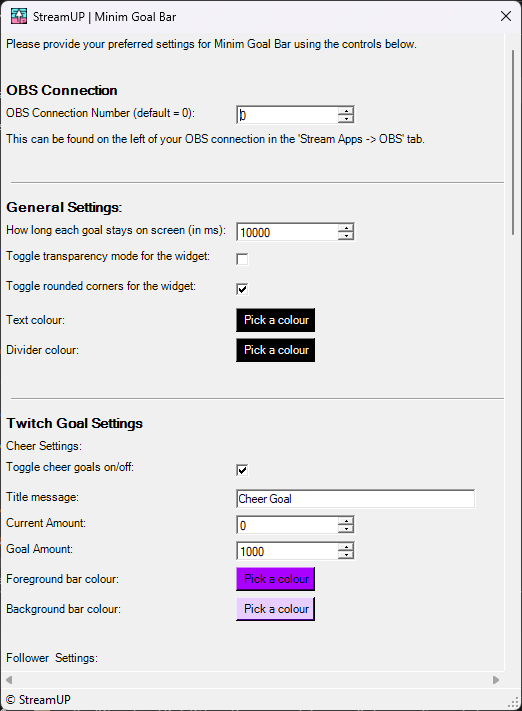 StreamUP | Minim Goal Bar
Please provide your preferred settings for Minim Goal Bar using the controls below.
OBS Connection
OBS Connection Number (default = 0): 0
This can be found on the left of your OBS connection in the 'Stream Apps -> OBS' tab.
General Settings:
How long each goal stays on screen (in ms): 10000
Toggle transparency mode for the widget:
Toggle rounded corners for the widget:
Text colour: Pick a colour
Divider colour: Pick a colour
Twitch Goal Settings
Cheer Settings:
Toggle cheer goals on/off:
Title message: Cheer Goal
Current Amount: 0
Goal Amount: 1000
Foreground bar colour: Pick a colour
Background bar colour: Pick a colour
Follower  Settings:
© StreamUP